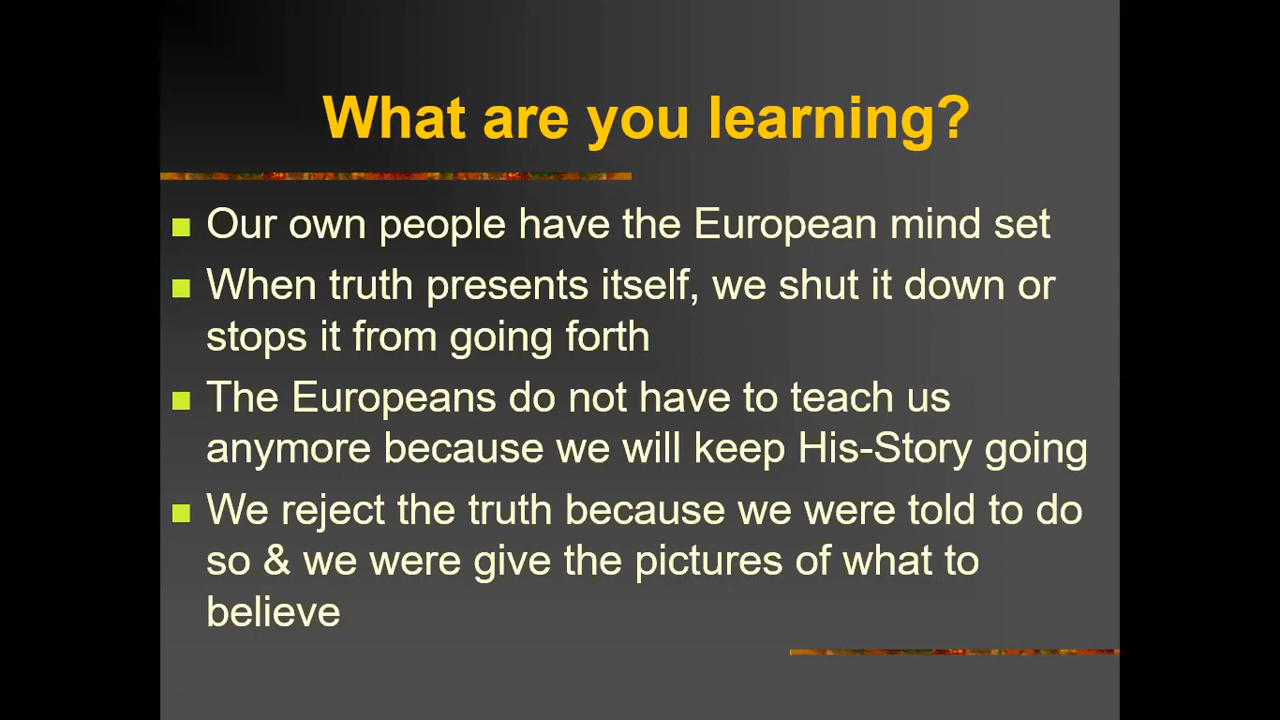 What are you learning?
Our own people have the European mind set
When truth presents itself, we shut it down or
stops it from going forth
The Europeans do not have to teach us
anymore because we will keep His-Story going
We reject the truth because we were told to do
so & we were give the pictures of what to
believe